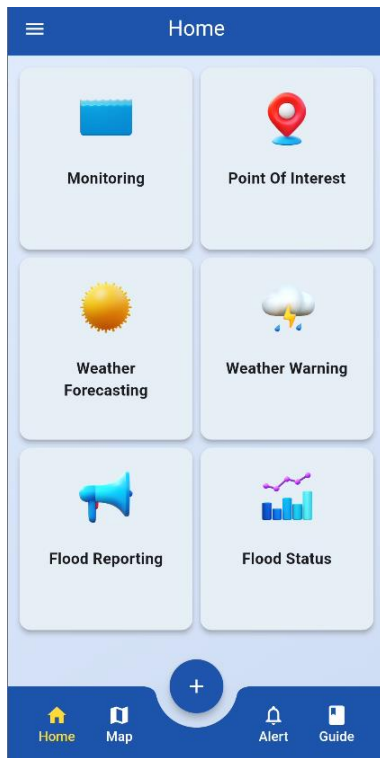 Home
Monitoring
Point Of Interest
Weather
Forecasting
Weather Warning
Flood Reporting
Flood Status
+
Home
Map
Alert
Guide